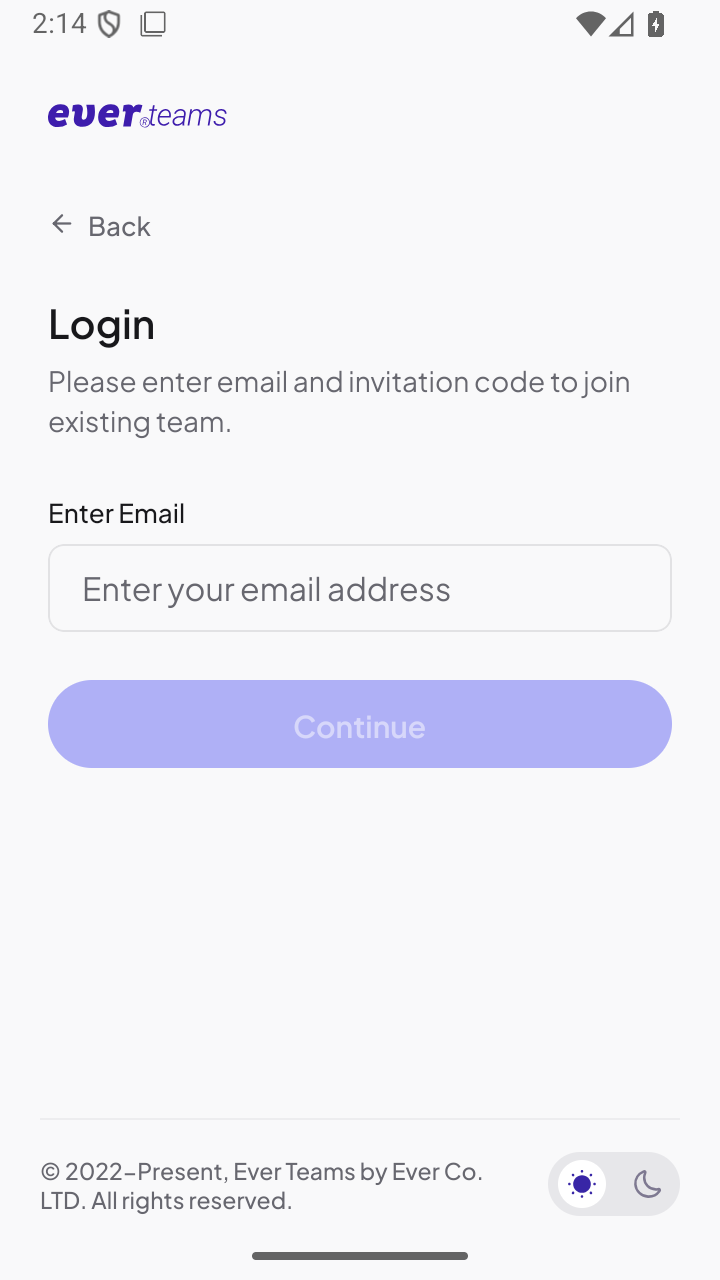 2:14
ever® teams
Back
Login
Please enter email and invitation code to join
existing team.
Enter Email
Enter your email address
Continue
© 2022–Present, Ever Teams by Ever Co.
LTD. All rights reserved.